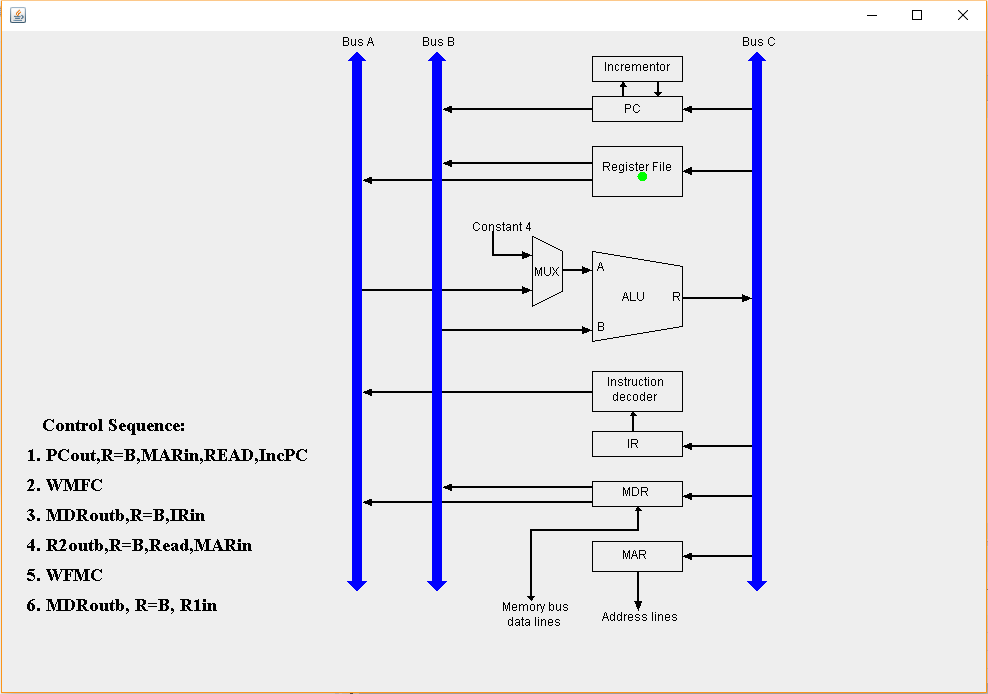 Bus A
Bus B
Bus C
Incrementor
PC
Register File
Constant 4
MUX
A
ALU
R
B
Instruction
decoder
IR
MDR
MAR
Memory bus
data lines
Address lines
Control Sequence:
1. PCout,R=B,MARin,READ,IncPC
2. WMFC
3. MDRoutb,R=B,IRin
4. R2outb,R=B,Read,MARin
5. WFMC
6. MDRoutb, R=B, R1in